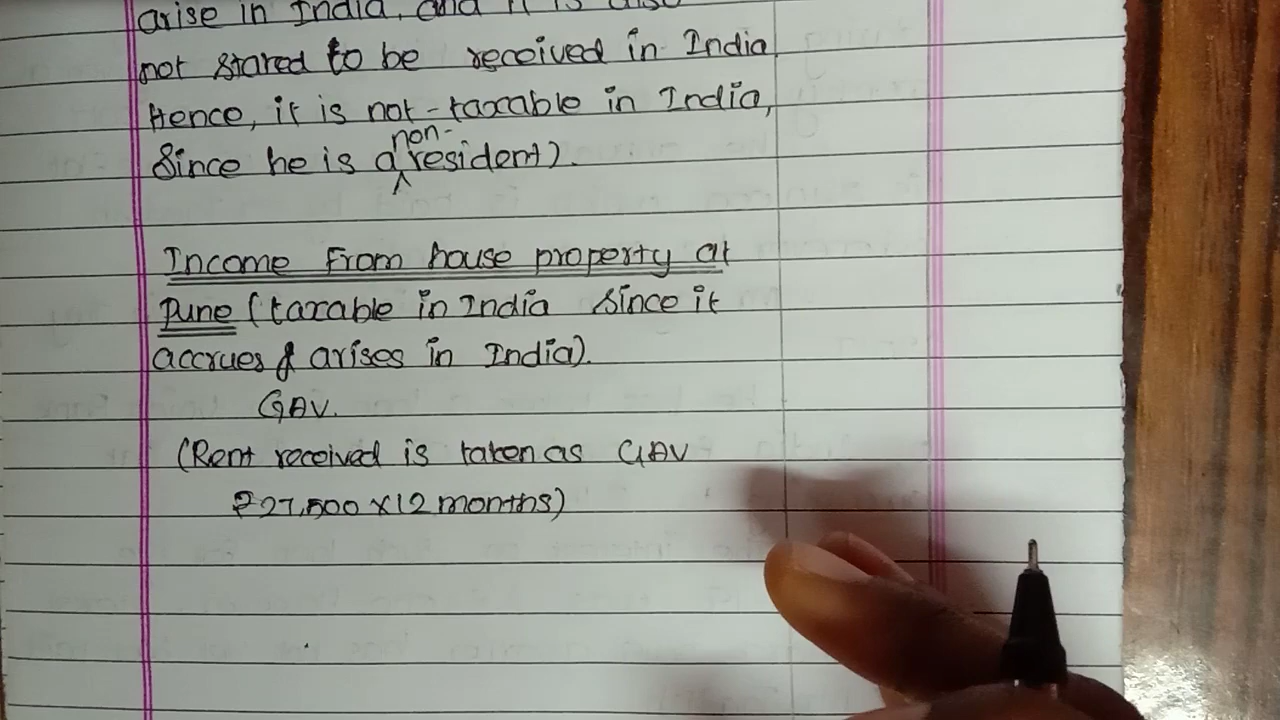 arise in India, and it is also
not stared to be received in India
Hence, it is not-taxable in India,
non-
Since he is a resident).
Income From house property at
Pune (taxable in India since it
accrues & arises in India).
GAV.
(Rent received is taken as GAV
₹27,500 x 12 months)